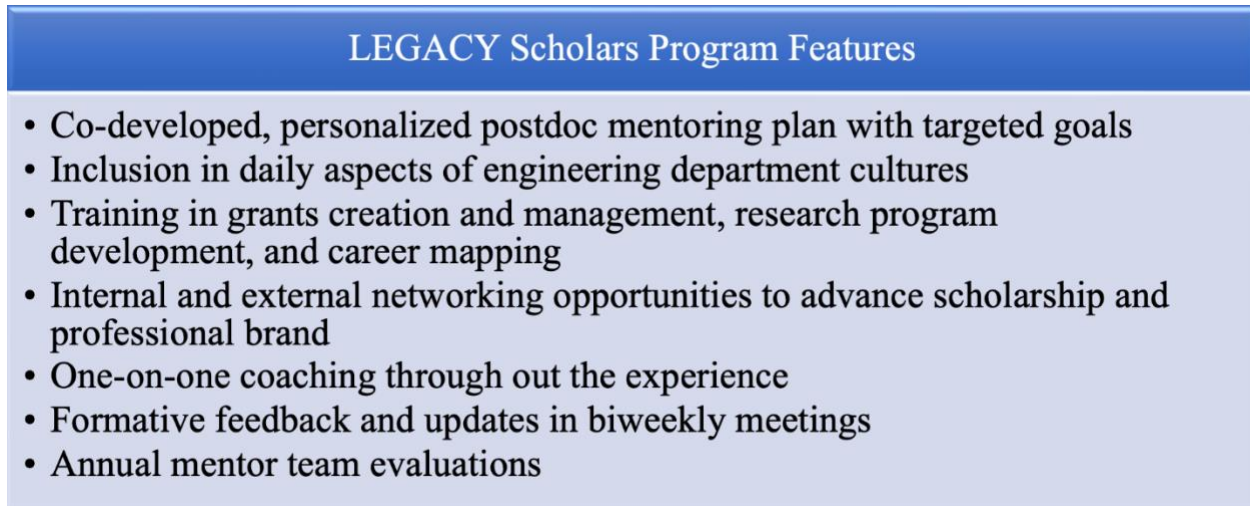 LEGACY Scholars Program Features
• Co-developed, personalized postdoc mentoring plan with targeted goals
• Inclusion in daily aspects of engineering department cultures
• Training in grants creation and management, research program
development, and career mapping
• Internal and external networking opportunities to advance scholarship and
professional brand
• One-on-one coaching through out the experience
• Formative feedback and updates in biweekly meetings
• Annual mentor team evaluations